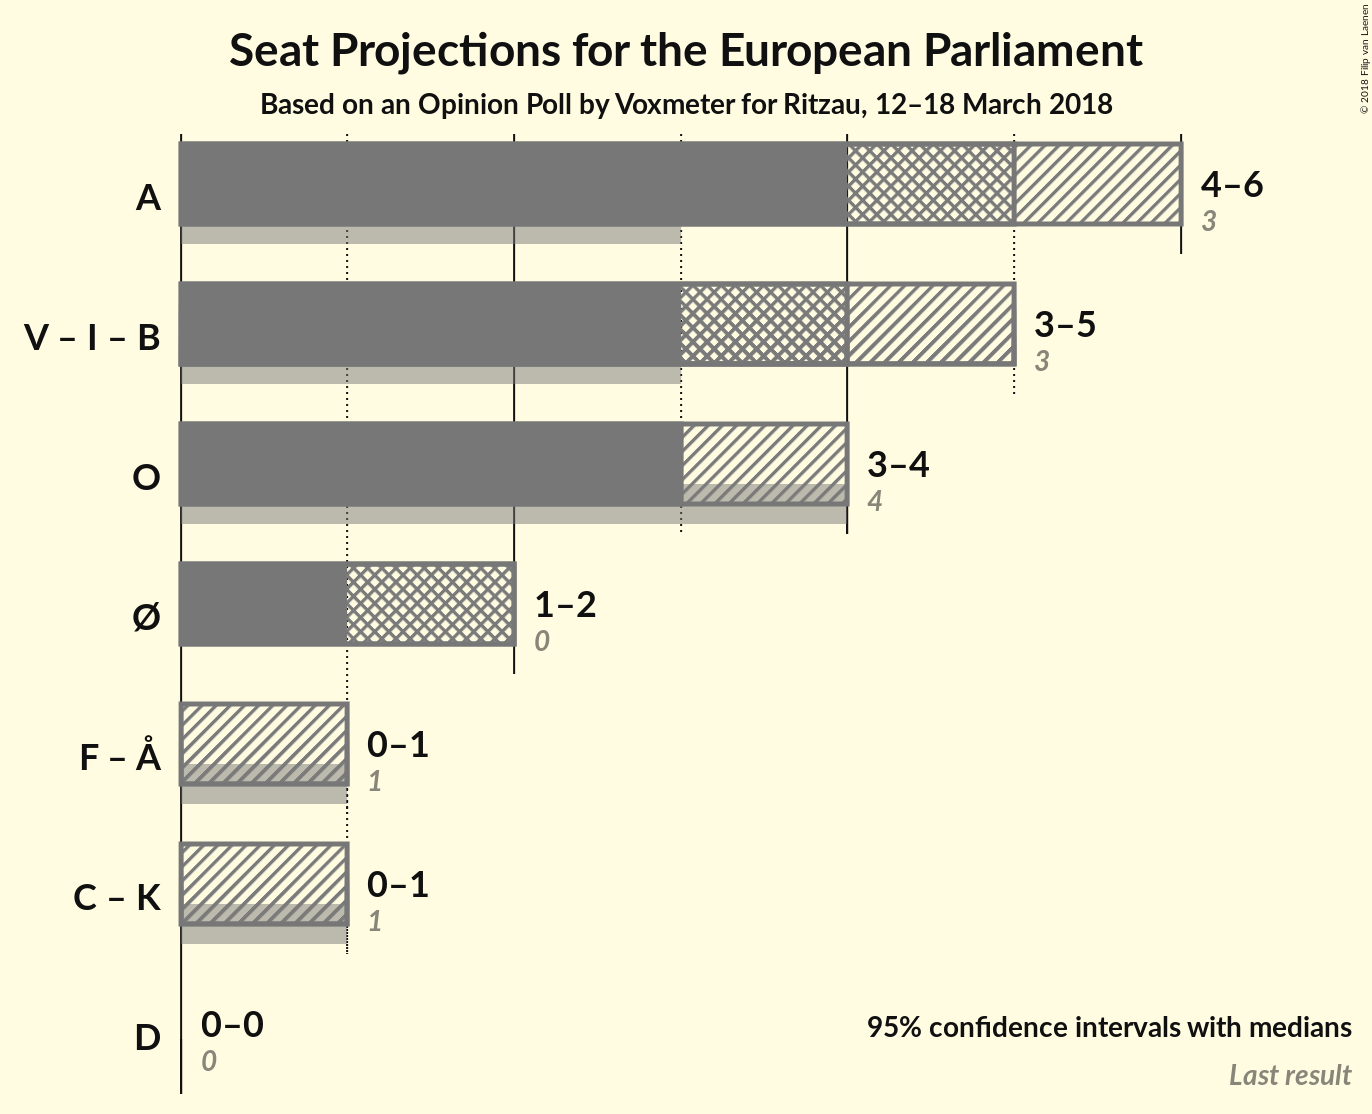 Seat Projections for the European Parliament
Based on an Opinion Poll by Voxmeter for Ritzau, 12–18 March 2018
© 2018 Filip van Laenen
A
4–6
3
V – I – B
3–5
3
O
3–4
4
Ø
1–2
0
F – Å
0–1
1
C – K
0–1
1
D
0–0
0
95% confidence intervals with medians
Last result